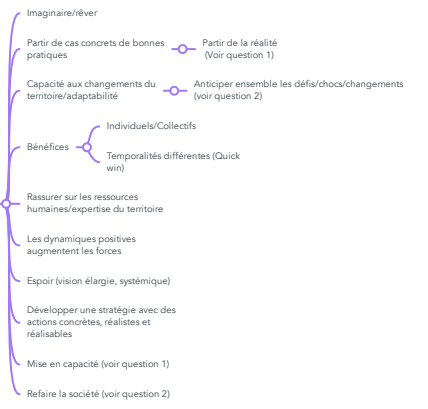 Imaginaire/rêver
Partir de cas concrets de bonnes
pratiques
Partir de la réalité
(Voir question 1)
Capacité aux changements du
territoire/adaptabilité
Anticiper ensemble les défis/chocs/changements
(voir question 2)
Bénéfices
Individuels/Collectifs
Temporalités différentes (Quick
win)
Rassurer sur les ressources
humaines/expertise du territoire
Les dynamiques positives
augmentent les forces
Espoir (vision élargie, systémique)
Développer une stratégie avec des
actions concrètes, réalistes et
réalisables
Mise en capacité (voir question 1)
Refaire la société (voir question 2)